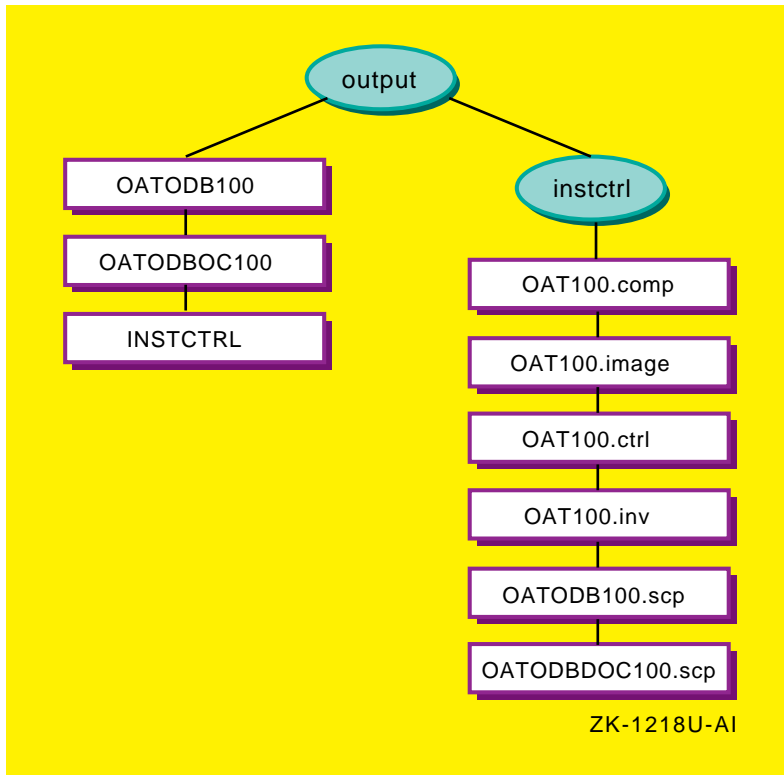 output
OATODB100
OATODBOC100
INSTCTRL
instctrl
OAT100.comp
OAT100.image
OAT100.ctrl
OAT100.inv
OATODB100.scp
OATODBDOC100.scp
ZK-1218U-AI